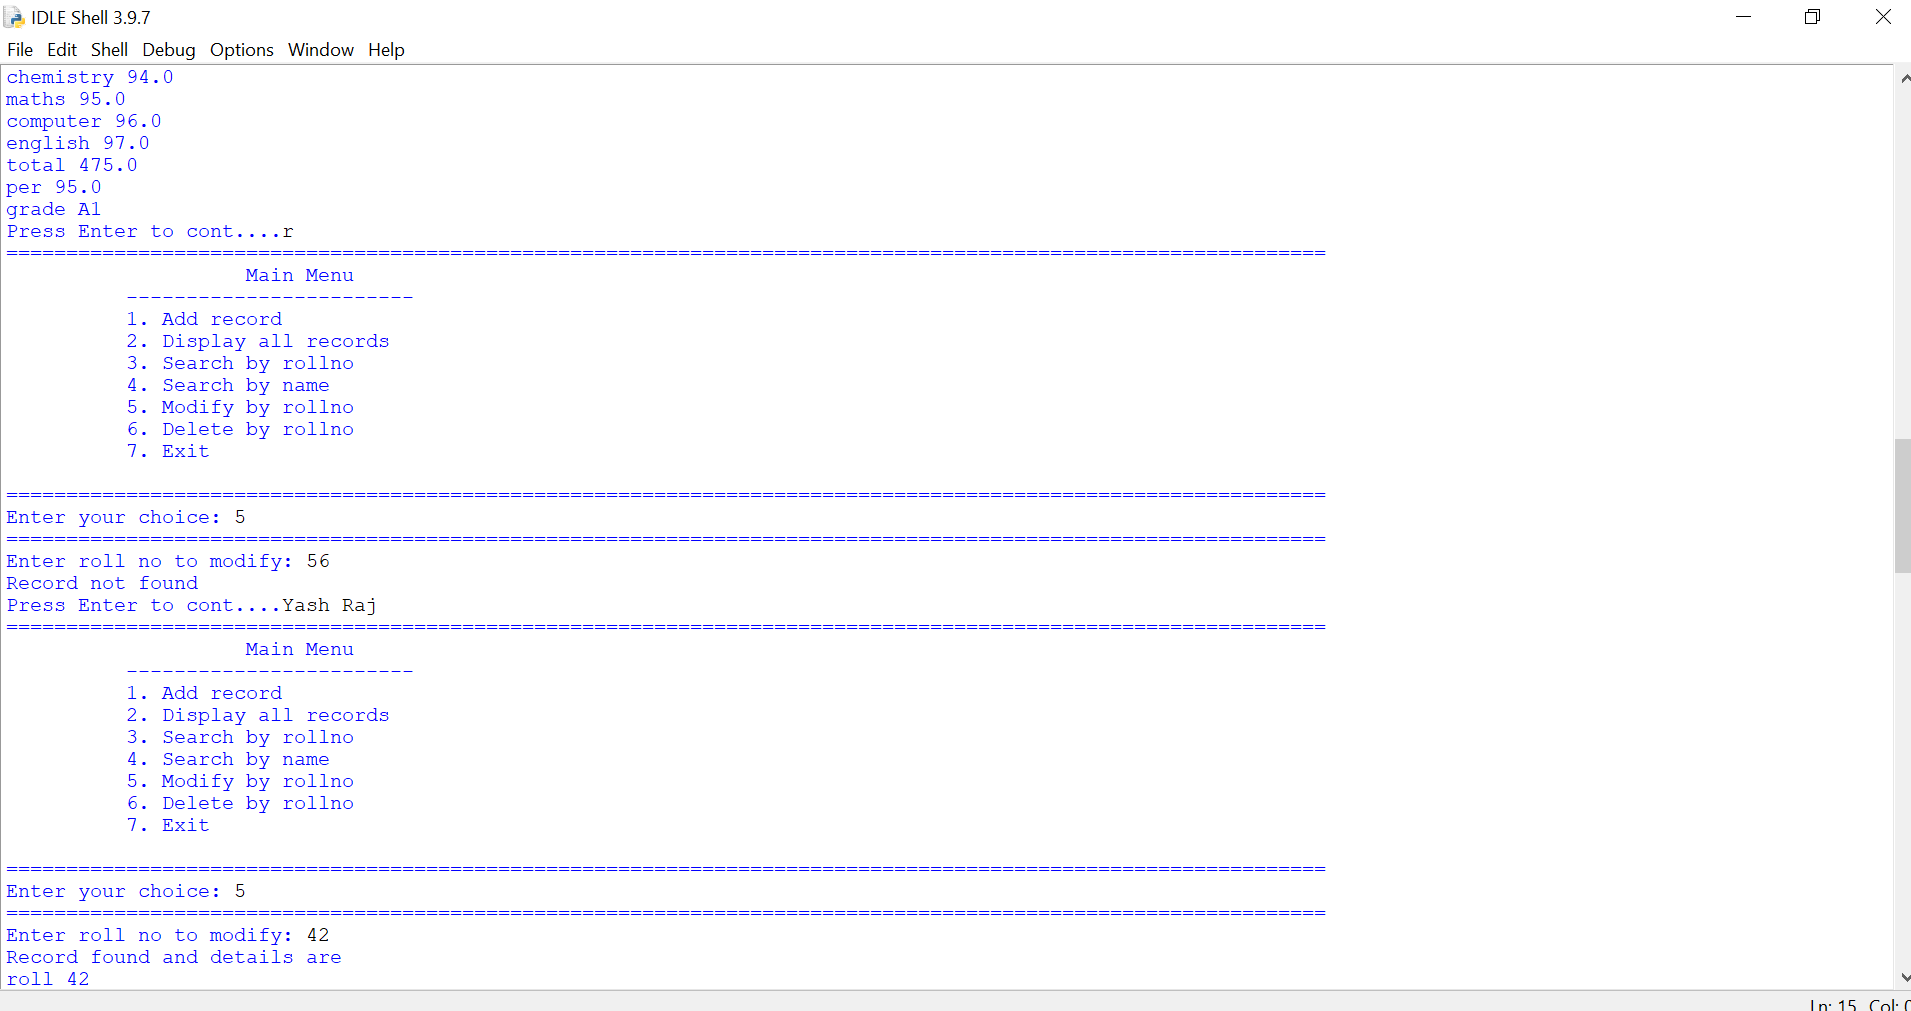 IDLE Shell 3.9.7
File Edit Shell Debug Options Window Help
chemistry 94.0
maths 95.0
computer 96.0
english 97.0
total 475.0
per 95.0
grade A1
Press Enter to cont....r
==============================================================================================================
Main Menu
------------------------
1. Add record
2. Display all records
3. Search by rollno
4. Search by name
5. Modify by rollno
6. Delete by rollno
7. Exit
==============================================================================================================
Enter your choice: 5
==============================================================================================================
Enter roll no to modify: 56
Record not found
Press Enter to cont....Yash Raj
==============================================================================================================
Main Menu
------------------------
1. Add record
2. Display all records
3. Search by rollno
4. Search by name
5. Modify by rollno
6. Delete by rollno
7. Exit
==============================================================================================================
Enter your choice: 5
==============================================================================================================
Enter roll no to modify: 42
Record found and details are
roll 42
Ln: 15 Col: 0